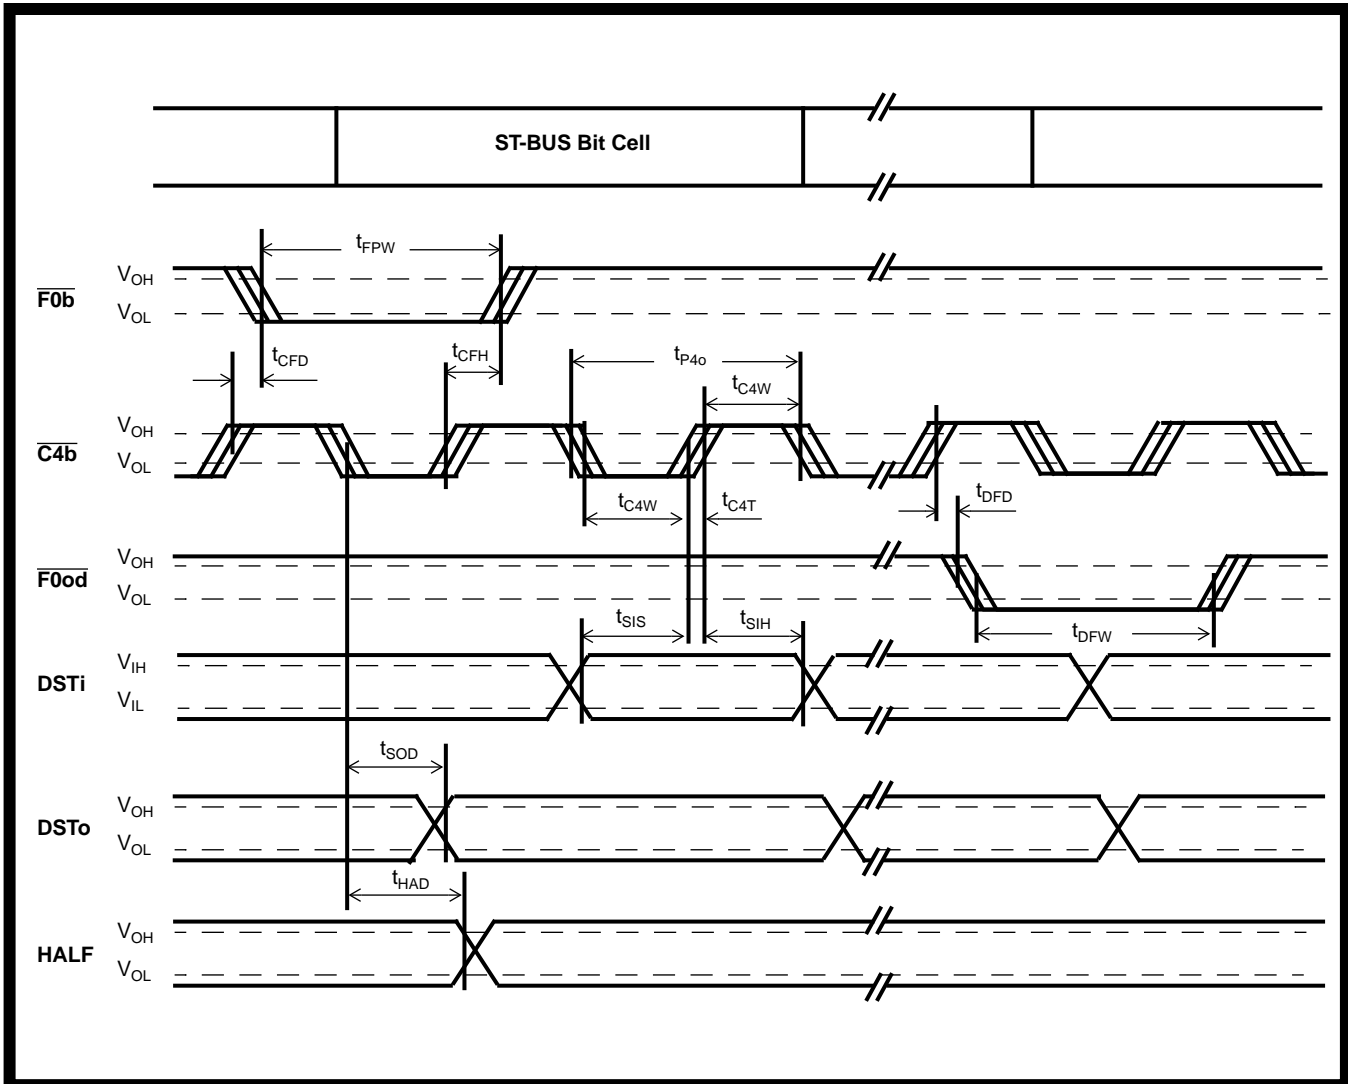 ST-BUS Bit Cell
tFPW
VOH
F0b
VOL
tCFD
tCFH
tP4o
tC4W
VOH
C4b
VOL
tC4W
tC4T
tDFD
VOH
F0od
VOL
tSIS
tSIH
tDFW
VIH
DSTi
VIL
tSOD
VOH
DSTo
VOL
tHAD
VOH
HALF
VOL